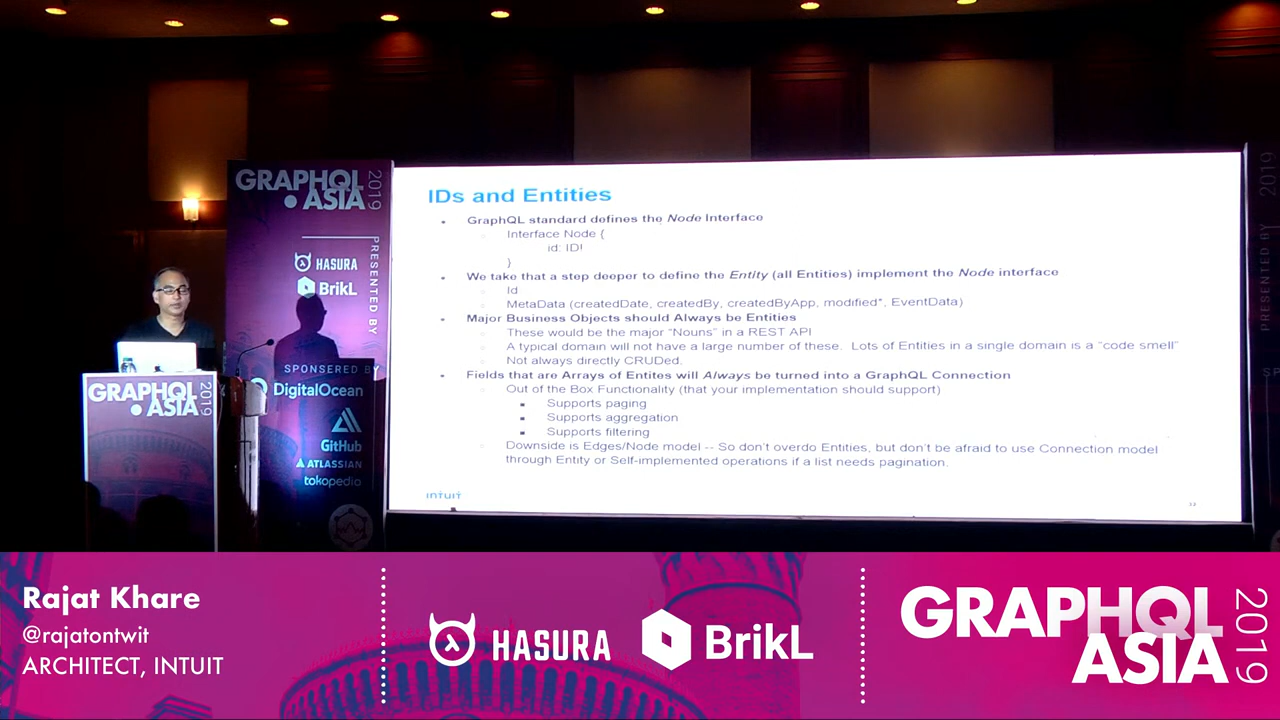 GRAPHQL
ASIA
2019
PRESENTED BY
HASURA
BrikL
SPONSERED BY
DigitalOcean
GitHub
ATLASSIAN
tokopedia
GRAPHQL
ASIA
2019
IDs and Entities
GraphQL standard defines the Node Interface
Interface Node {
id: ID!
}
We take that a step deeper to define the Entity (all Entities) implement the Node interface
Id
MetaData (createdDate, createdBy, createdByApp, modified*, EventData)
Major Business Objects should Always be Entities
These would be the major "Nouns" in a REST API
A typical domain will not have a large number of these. Lots of Entities in a single domain is a "code smell"
Not always directly CRUDed.
Fields that are Arrays of Entites will Always be turned into a GraphQL Connection
Out of the Box Functionality (that your implementation should support)
Supports paging
Supports aggregation
Supports filtering
Downside is Edges/Node model -- So don't overdo Entities, but don't be afraid to use Connection model
through Entity or Self-implemented operations if a list needs pagination.
intuit
2019
PRESENTED BY
Rajat Khare
@rajatontwit
ARCHITECT, INTUIT
HASURA
BrikL
GRAPHQL
ASIA
2019